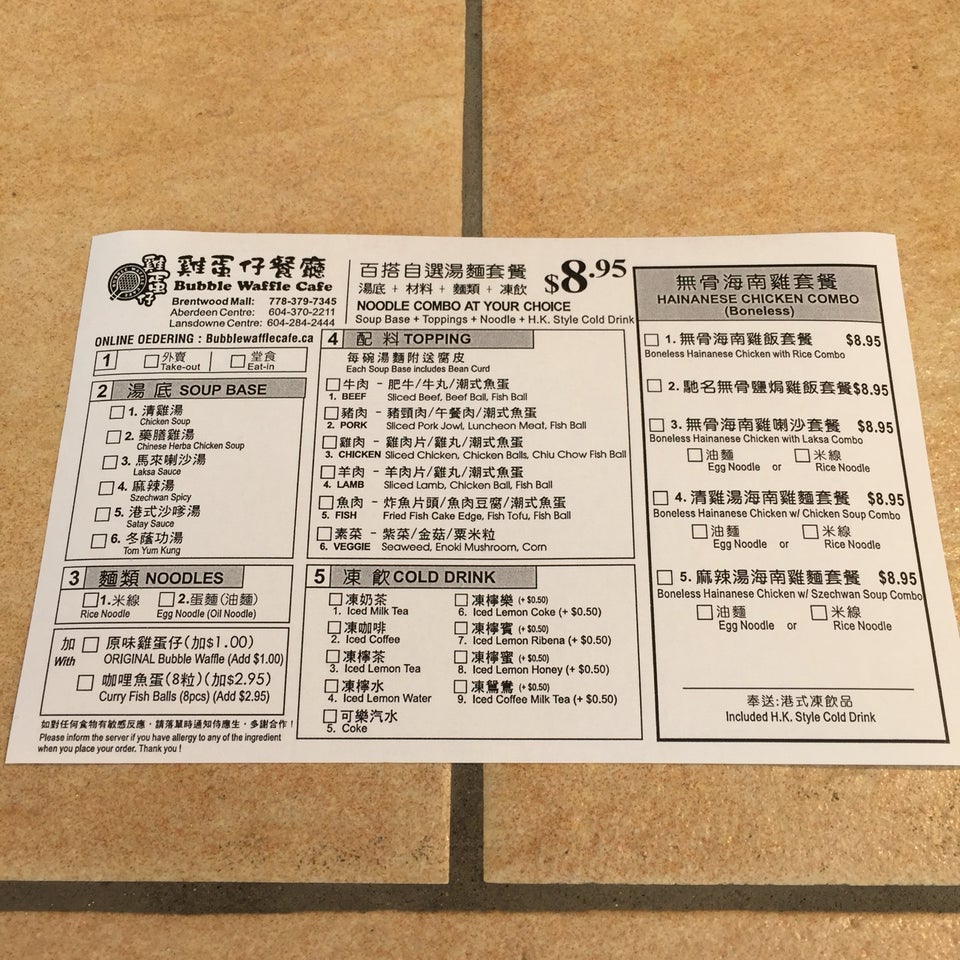 雞蛋仔
雞蛋仔餐廳
Bubble Waffle Cafe
Brentwood Mall: 778-379-7345
Aberdeen Centre: 604-370-2211
Lansdowne Centre: 604-284-2444
ONLINE OEDERING : Bubblewafflecafe.ca
百搭自選湯麵套餐 $8.95
湯底 + 材料 + 麵類 + 凍飲
NOODLE COMBO AT YOUR CHOICE
Soup Base + Toppings + Noodle + H.K. Style Cold Drink
1 外賣 堂食
Take-out Eat-in
2 湯 底 SOUP BASE
1. 清雞湯
Chicken Soup
2. 藥膳雞湯
Chinese Herba Chicken Soup
3. 馬來喇沙湯
Laksa Sauce
4. 麻辣湯
Szechwan Spicy
5. 港式沙嗲湯
Satay Sauce
6. 冬蔭功湯
Tom Yum Kung
3 麵類 NOODLES
1.米線 2.蛋麵(油麵)
Rice Noodle Egg Noodle (Oil Noodle)
加 原味雞蛋仔(加$1.00)
With ORIGINAL Bubble Waffle (Add $1.00)
咖哩魚蛋(8粒)(加$2.95)
Curry Fish Balls (8pcs) (Add $2.95)
如對任何食物有敏感反應，請落單時通知侍應生，多謝合作！
Please inform the server if you have allergy to any of the ingredient
when you place your order. Thank you !
4 配 料 TOPPING
每碗湯麵附送腐皮
Each Soup Base includes Bean Curd
牛肉 - 肥牛/牛丸/潮式魚蛋
1. BEEF Sliced Beef, Beef Ball, Fish Ball
豬肉 - 豬頸肉/午餐肉/潮式魚蛋
2. PORK Sliced Pork Jowl, Luncheon Meat, Fish Ball
雞肉 - 雞肉片/雞丸/潮式魚蛋
3. CHICKEN Sliced Chicken, Chicken Balls, Chiu Chow Fish Ball
羊肉 - 羊肉片/雞丸/潮式魚蛋
4. LAMB Sliced Lamb, Chicken Ball, Fish Ball
魚肉 - 炸魚片頭/魚肉豆腐/潮式魚蛋
5. FISH Fried Fish Cake Edge, Fish Tofu, Fish Ball
素菜 - 紫菜/金菇/粟米粒
6. VEGGIE Seaweed, Enoki Mushroom, Corn
5 凍 飲 COLD DRINK
凍奶茶
1. Iced Milk Tea
凍咖啡
2. Iced Coffee
凍檸茶
3. Iced Lemon Tea
凍檸水
4. Iced Lemon Water
可樂汽水
5. Coke
凍檸樂 (+ $0.50)
6. Iced Lemon Coke (+ $0.50)
凍檸賓 (+ $0.50)
7. Iced Lemon Ribena (+ $0.50)
凍檸蜜 (+ $0.50)
8. Iced Lemon Honey (+ $0.50)
凍鴛鴦 (+ $0.50)
9. Iced Coffee Milk Tea (+ $0.50)
無骨海南雞套餐
HAINANESE CHICKEN COMBO
(Boneless)
1. 無骨海南雞飯套餐 $8.95
Boneless Hainanese Chicken with Rice Combo
2. 馳名無骨鹽焗雞飯套餐$8.95
3. 無骨海南雞喇沙套餐 $8.95
Boneless Hainanese Chicken with Laksa Combo
油麵 米線
Egg Noodle or Rice Noodle
4. 清雞湯海南雞麵套餐 $8.95
Boneless Hainanese Chicken w/ Chicken Soup Combo
油麵 米線
Egg Noodle or Rice Noodle
5. 麻辣湯海南雞麵套餐 $8.95
Boneless Hainanese Chicken w/ Szechwan Soup Combo
油麵 米線
Egg Noodle or Rice Noodle
奉送:港式凍飲品
Included H.K. Style Cold Drink